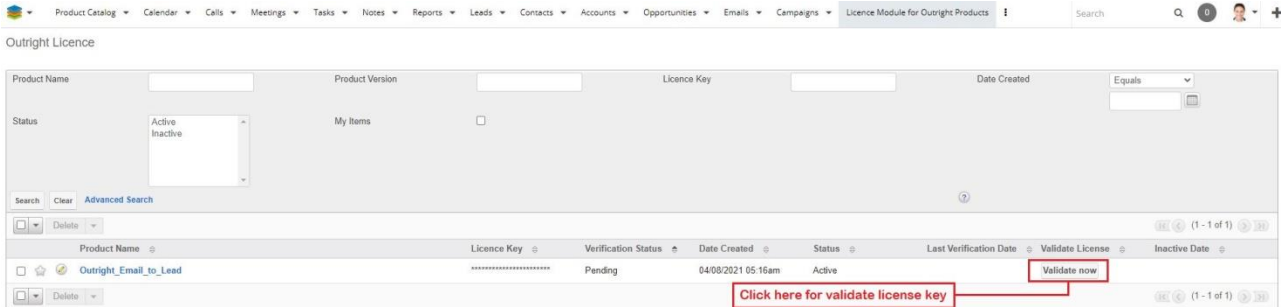 Product Catalog Calendar Calls Meetings Tasks Notes Reports Leads Contacts Accounts Opportunities Emails Campaigns Licence Module for Outright Products Search 0
Outright Licence
Product Name Product Version Licence Key Date Created Equals
Status Active My Items
Inactive
Search Clear Advanced Search ?
Delete (1 - 1 of 1)
Product Name Licence Key Verification Status Date Created Status Last Verification Date Validate License Inactive Date
Outright_Email_to_Lead *********************** Pending 04/08/2021 05:16am Active Validate now
Delete Click here for validate license key (1 - 1 of 1)